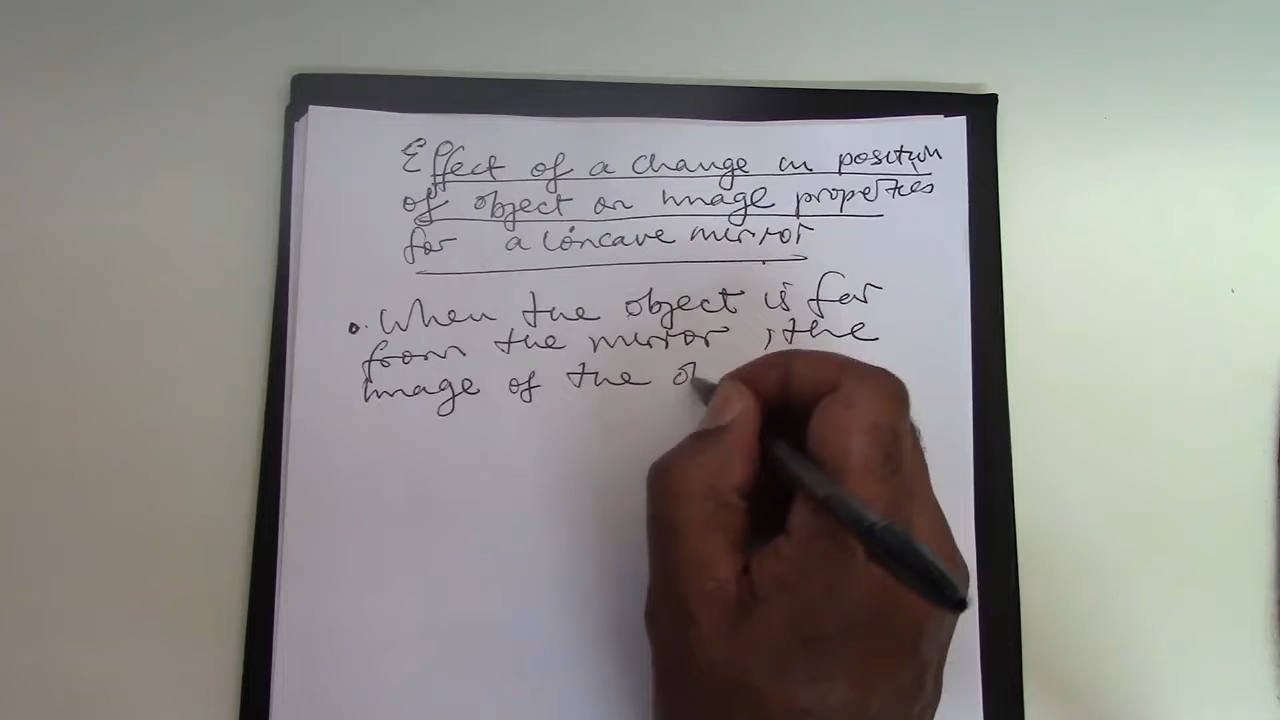 Effect of a change in position
of object on image properties
for a concave mirror
• When the object is far
from the mirror, the
image of the